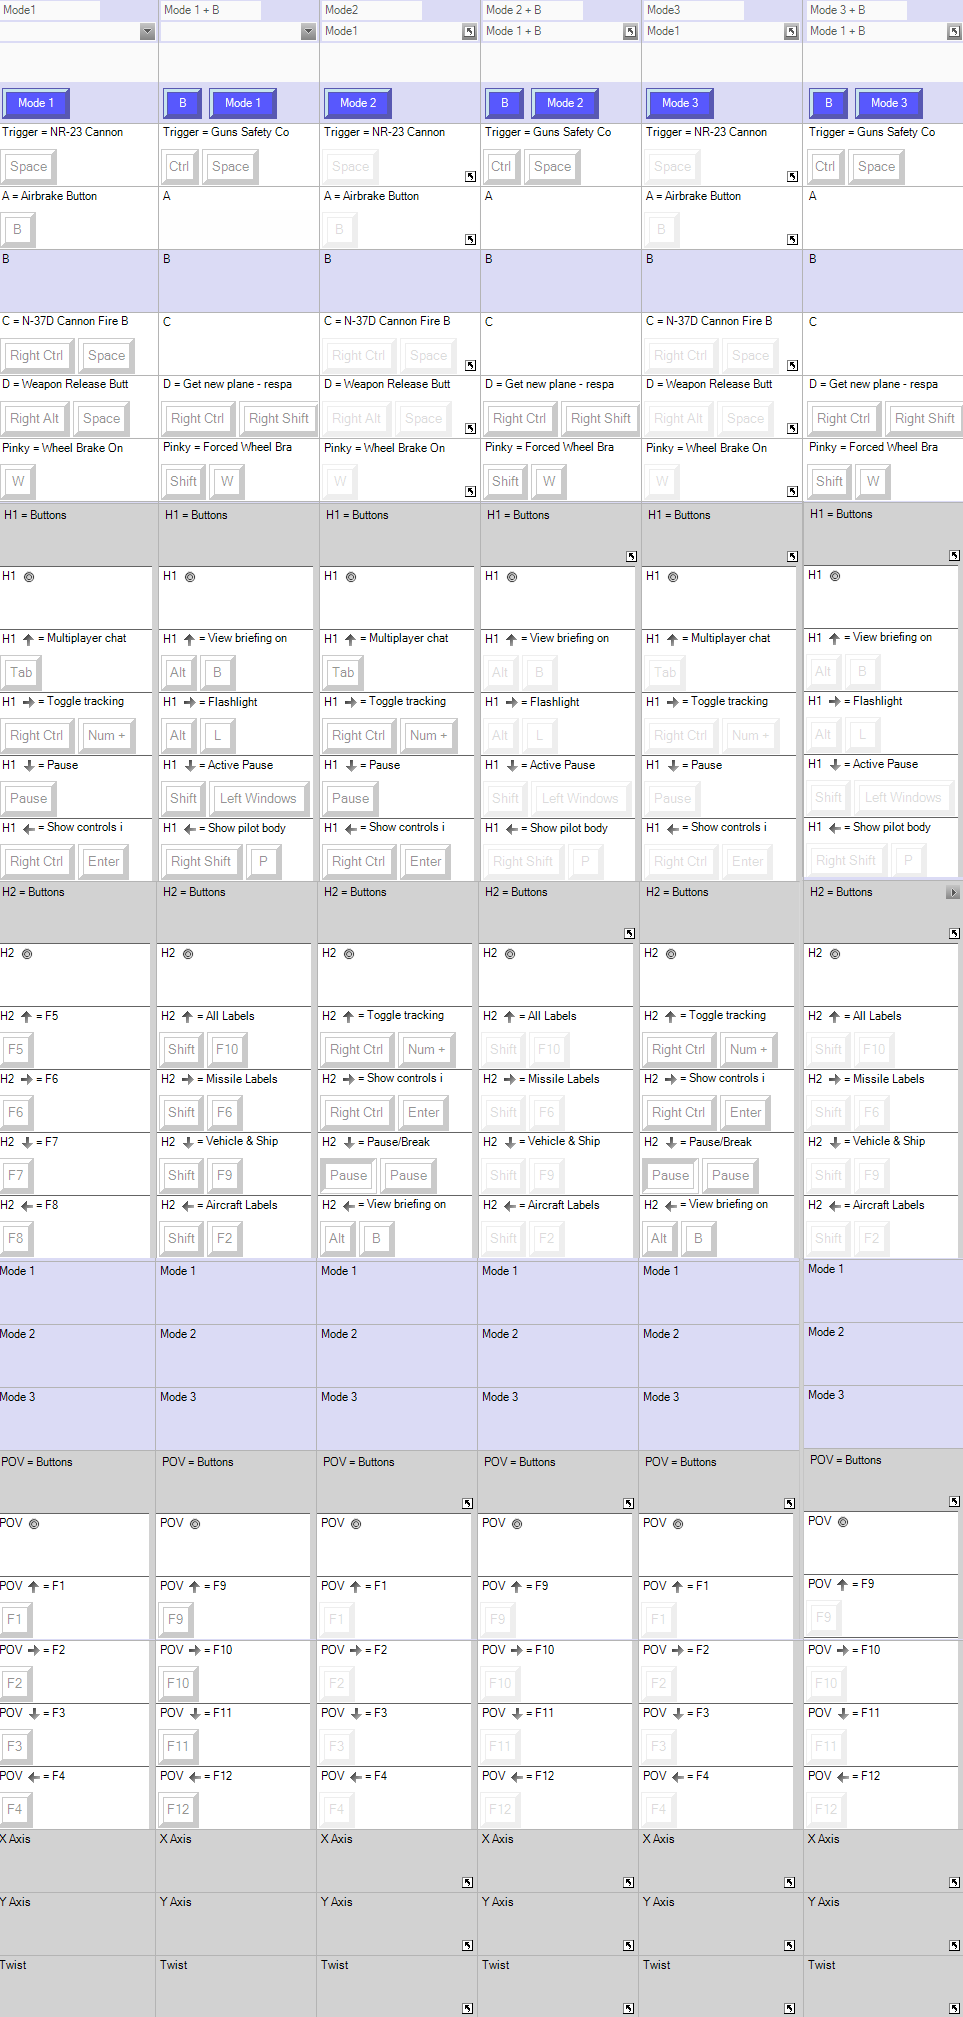 Mode1 Mode 1 + B Mode2 Mode 2 + B Mode3 Mode 3 + B
Mode1 Mode 1 + B Mode1 Mode 1 + B
Mode 1 B Mode 1 Mode 2 B Mode 2 Mode 3 B Mode 3
Trigger = NR-23 Cannon Trigger = Guns Safety Co Trigger = NR-23 Cannon Trigger = Guns Safety Co Trigger = NR-23 Cannon Trigger = Guns Safety Co
Space Ctrl Space Space Ctrl Space Space Ctrl Space
A = Airbrake Button A A = Airbrake Button A A = Airbrake Button A
B B B
B B B B B B
C = N-37D Cannon Fire B C C = N-37D Cannon Fire B C C = N-37D Cannon Fire B C
Right Ctrl Space Right Ctrl Space Right Ctrl Space
D = Weapon Release Butt D = Get new plane - respa D = Weapon Release Butt D = Get new plane - respa D = Weapon Release Butt D = Get new plane - respa
Right Alt Space Right Ctrl Right Shift Right Alt Space Right Ctrl Right Shift Right Alt Space Right Ctrl Right Shift
Pinky = Wheel Brake On Pinky = Forced Wheel Bra Pinky = Wheel Brake On Pinky = Forced Wheel Bra Pinky = Wheel Brake On Pinky = Forced Wheel Bra
W Shift W W Shift W W Shift W
H1 = Buttons H1 = Buttons H1 = Buttons H1 = Buttons H1 = Buttons H1 = Buttons
H1 H1 H1 H1 H1 H1
H1 ↑ = Multiplayer chat H1 ↑ = View briefing on H1 ↑ = Multiplayer chat H1 ↑ = View briefing on H1 ↑ = Multiplayer chat H1 ↑ = View briefing on
Tab Alt B Tab Alt B Tab Alt B
H1 → = Toggle tracking H1 → = Flashlight H1 → = Toggle tracking H1 → = Flashlight H1 → = Toggle tracking H1 → = Flashlight
Right Ctrl Num + Alt L Right Ctrl Num + Alt L Right Ctrl Num + Alt L
H1 ↓ = Pause H1 ↓ = Active Pause H1 ↓ = Pause H1 ↓ = Active Pause H1 ↓ = Pause H1 ↓ = Active Pause
Pause Shift Left Windows Pause Shift Left Windows Pause Shift Left Windows
H1 ← = Show controls i H1 ← = Show pilot body H1 ← = Show controls i H1 ← = Show pilot body H1 ← = Show controls i H1 ← = Show pilot body
Right Ctrl Enter Right Shift P Right Ctrl Enter Right Shift P Right Ctrl Enter Right Shift P
H2 = Buttons H2 = Buttons H2 = Buttons H2 = Buttons H2 = Buttons H2 = Buttons
H2 H2 H2 H2 H2 H2
H2 ↑ = F5 H2 ↑ = All Labels H2 ↑ = Toggle tracking H2 ↑ = All Labels H2 ↑ = Toggle tracking H2 ↑ = All Labels
F5 Shift F10 Right Ctrl Num + Shift F10 Right Ctrl Num + Shift F10
H2 → = F6 H2 → = Missile Labels H2 → = Show controls i H2 → = Missile Labels H2 → = Show controls i H2 → = Missile Labels
F6 Shift F6 Right Ctrl Enter Shift F6 Right Ctrl Enter Shift F6
H2 ↓ = F7 H2 ↓ = Vehicle & Ship H2 ↓ = Pause/Break H2 ↓ = Vehicle & Ship H2 ↓ = Pause/Break H2 ↓ = Vehicle & Ship
F7 Shift F9 Pause Pause Shift F9 Pause Pause Shift F9
H2 ← = F8 H2 ← = Aircraft Labels H2 ← = View briefing on H2 ← = Aircraft Labels H2 ← = View briefing on H2 ← = Aircraft Labels
F8 Shift F2 Alt B Shift F2 Alt B Shift F2
Mode 1 Mode 1 Mode 1 Mode 1 Mode 1 Mode 1
Mode 2 Mode 2 Mode 2 Mode 2 Mode 2 Mode 2
Mode 3 Mode 3 Mode 3 Mode 3 Mode 3 Mode 3
POV = Buttons POV = Buttons POV = Buttons POV = Buttons POV = Buttons POV = Buttons
POV POV POV POV POV POV
POV ↑ = F1 POV ↑ = F9 POV ↑ = F1 POV ↑ = F9 POV ↑ = F1 POV ↑ = F9
F1 F9 F1 F9 F1 F9
POV → = F2 POV → = F10 POV → = F2 POV → = F10 POV → = F2 POV → = F10
F2 F10 F2 F10 F2 F10
POV ↓ = F3 POV ↓ = F11 POV ↓ = F3 POV ↓ = F11 POV ↓ = F3 POV ↓ = F11
F3 F11 F3 F11 F3 F11
POV ← = F4 POV ← = F12 POV ← = F4 POV ← = F12 POV ← = F4 POV ← = F12
F4 F12 F4 F12 F4 F12
X Axis X Axis X Axis X Axis X Axis X Axis
Y Axis Y Axis Y Axis Y Axis Y Axis Y Axis
Twist Twist Twist Twist Twist Twist